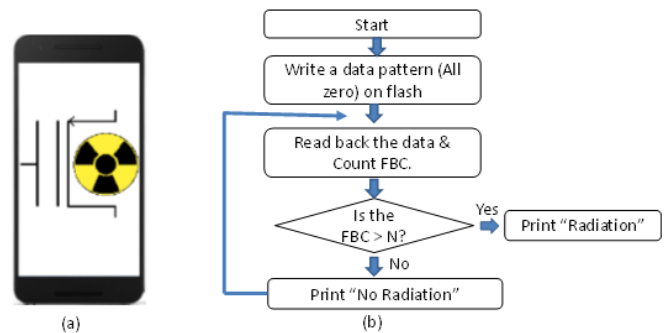 Start
Write a data pattern (All
zero) on flash
Read back the data &
Count FBC.
Is the
FBC > N?
Yes
Print “Radiation”
No
Print “No Radiation”
(a)
(b)